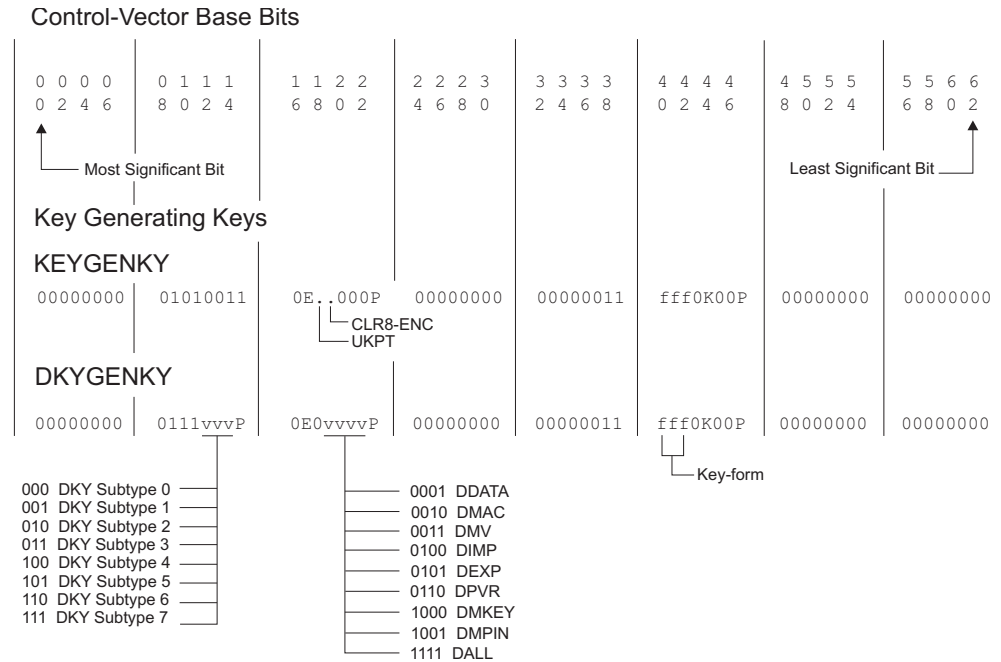 Control-Vector Base Bits
0 0 0 0 0 1 1 1 1 1 2 2 2 2 2 3 3 3 3 3 4 4 4 4 4 5 5 5 5 5 6 6
0 2 4 6 8 0 2 4 6 8 0 2 4 6 8 0 2 4 6 8 0 2 4 6 8 0 2 4 6 8 0 2
Most Significant Bit Least Significant Bit
Key Generating Keys
KEYGENKY
00000000 01010011 0E..000P 00000000 00000011 fff0K00P 00000000 00000000
CLR8-ENC
UKPT
DKYGENKY
00000000 0111vvvP 0E0vvvvP 00000000 00000011 fff0K00P 00000000 00000000
Key-form
000 DKY Subtype 0
001 DKY Subtype 1
010 DKY Subtype 2
011 DKY Subtype 3
100 DKY Subtype 4
101 DKY Subtype 5
110 DKY Subtype 6
111 DKY Subtype 7
0001 DDATA
0010 DMAC
0011 DMV
0100 DIMP
0101 DEXP
0110 DPVR
1000 DMKEY
1001 DMPIN
1111 DALL